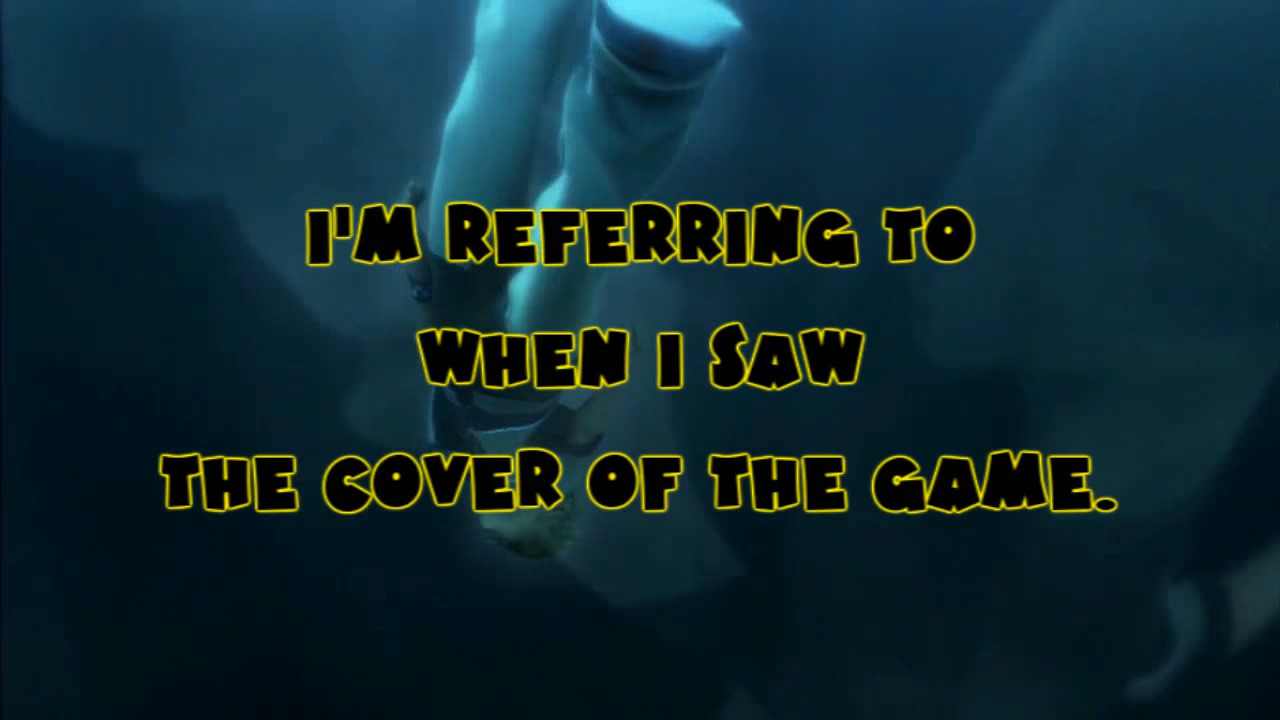 I'M REFERRING TO
WHEN I SAW
THE COVER OF THE GAME.